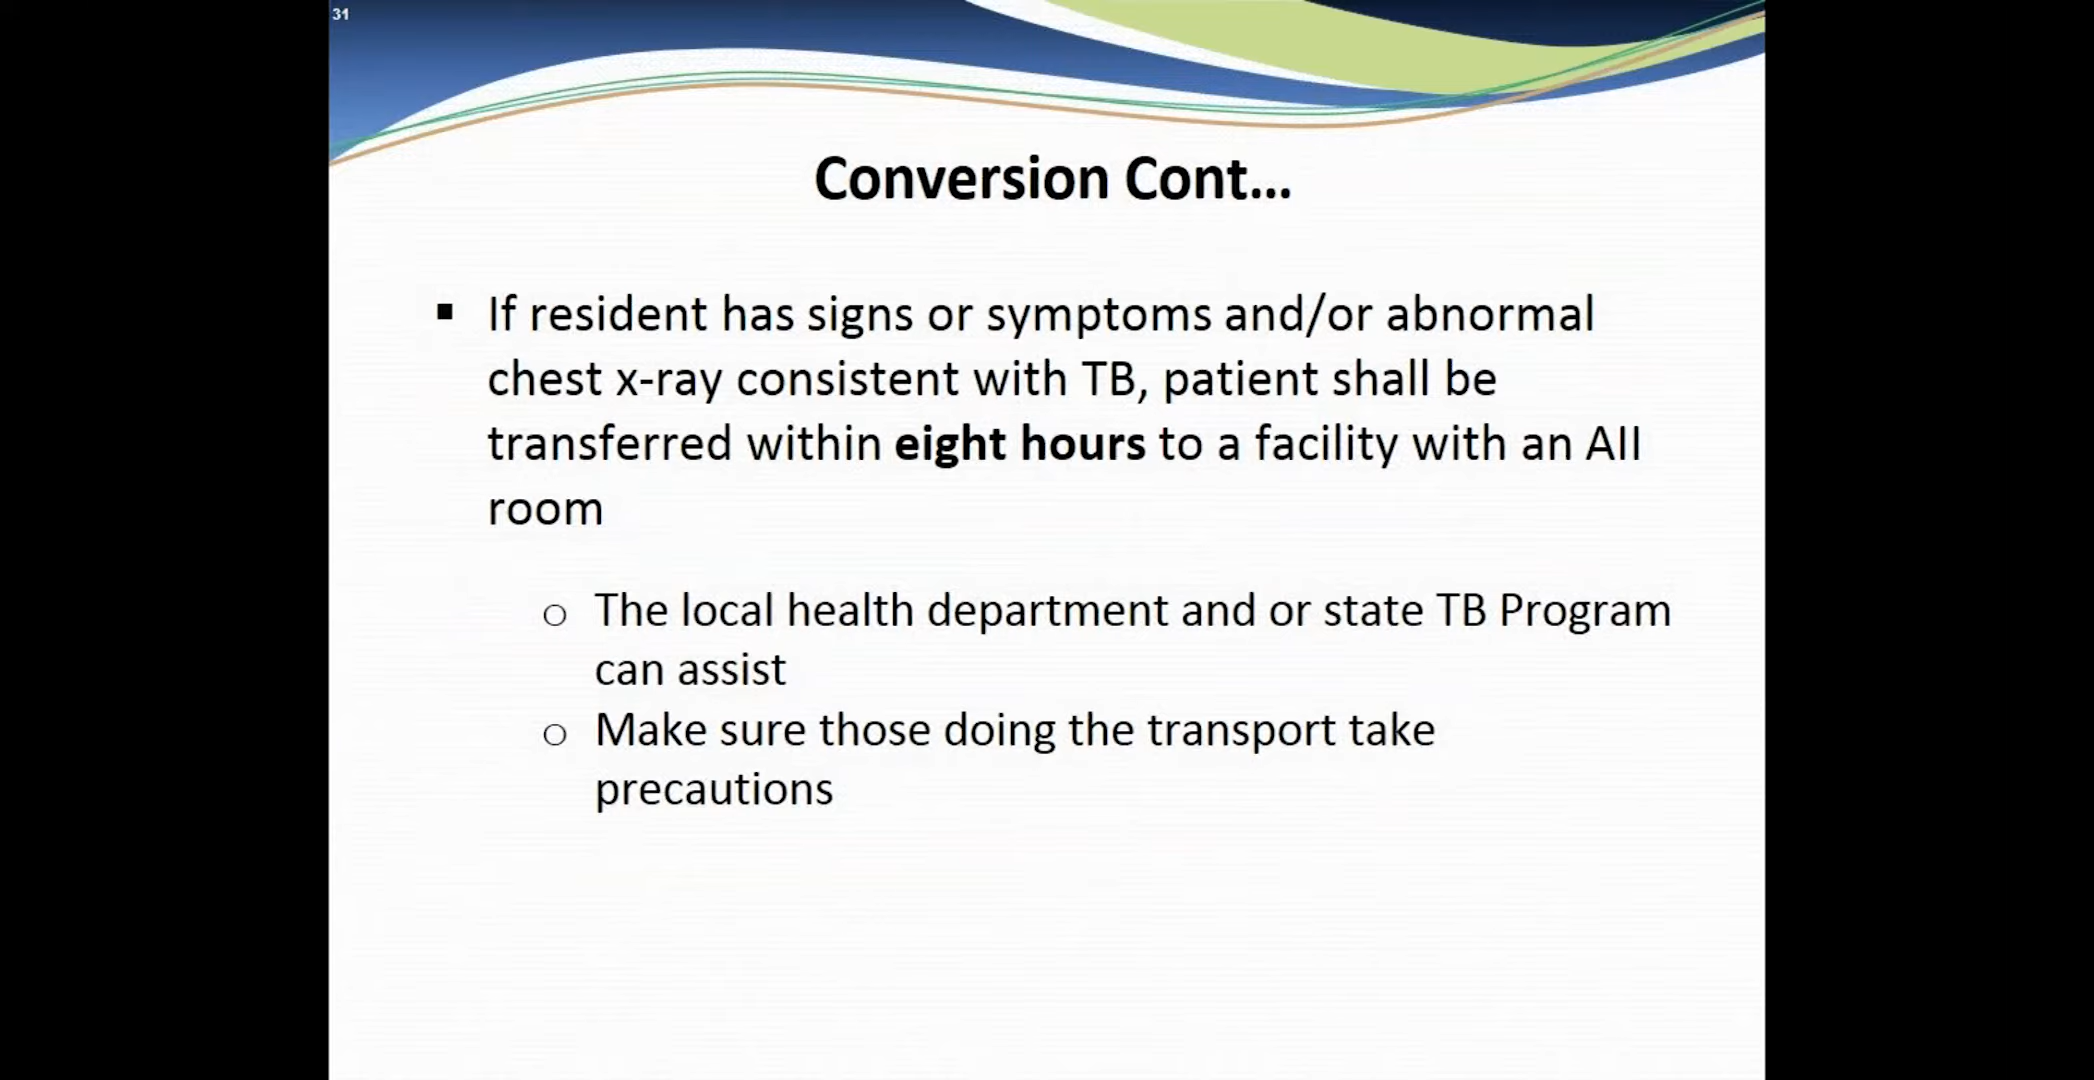 31
Conversion Cont...
▪ If resident has signs or symptoms and/or abnormal
chest x-ray consistent with TB, patient shall be
transferred within eight hours to a facility with an AII
room
o The local health department and or state TB Program
can assist
o Make sure those doing the transport take
precautions